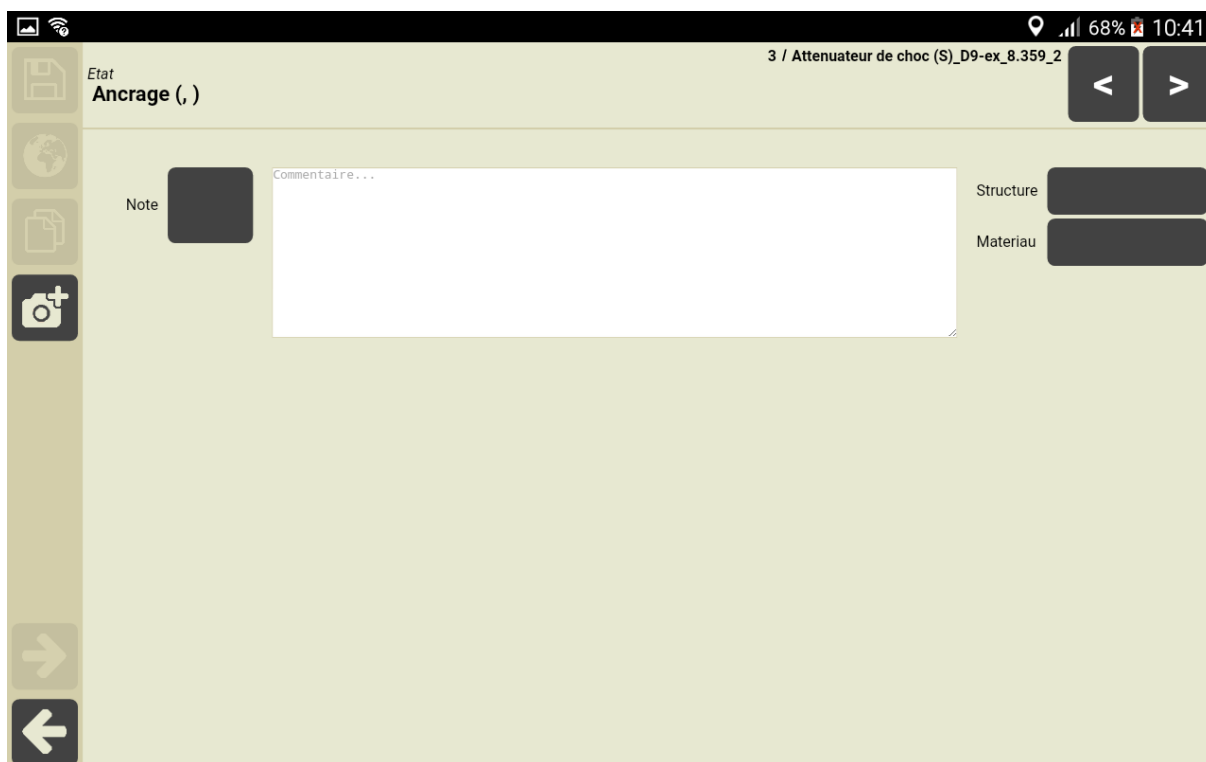 68% 10:41
3 / Attenuateur de choc (S)_D9-ex_8.359_2
Etat
Ancrage (, )
< >
Note
Commentaire...
Structure
Materiau